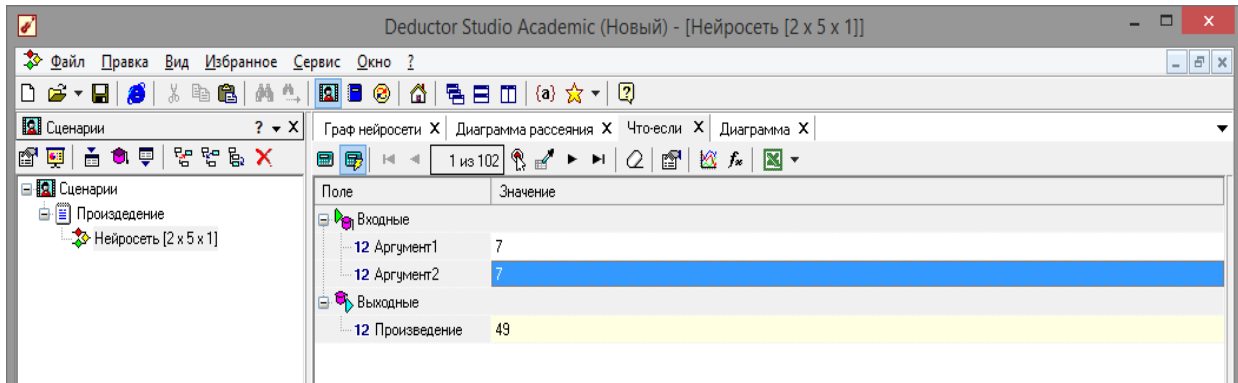 Deductor Studio Academic (Новый) - [Нейросеть [2 x 5 x 1]]
Файл Правка Вид Избранное Сервис Окно ?
{a}
Сценарии ? X
Граф нейросети X Диаграмма рассеяния X Что-если X Диаграмма X
1 из 102 fx
Сценарии
Произдедение
Нейросеть [2 x 5 x 1]
Поле Значение
Входные
12 Аргумент1 7
12 Аргумент2 7
Выходные
12 Произведение 49